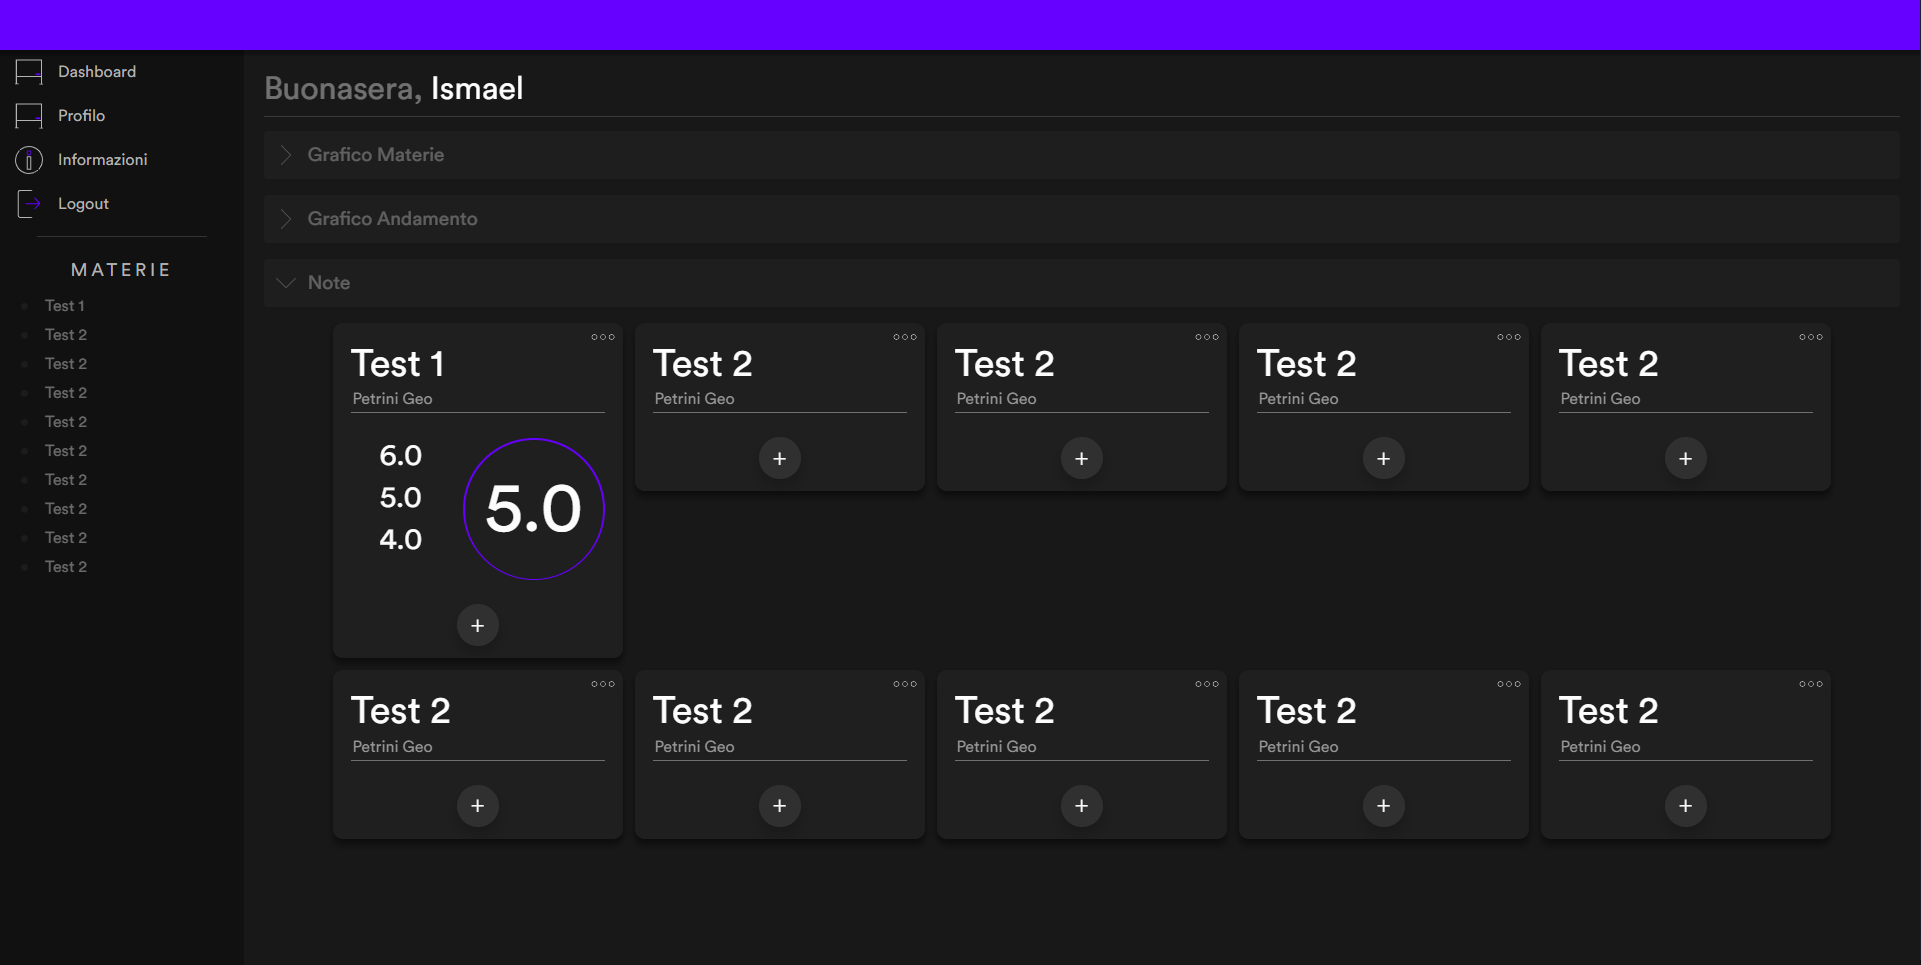 Dashboard
Profilo
Informazioni
Logout
MATERIE
Test 1
Test 2
Test 2
Test 2
Test 2
Test 2
Test 2
Test 2
Test 2
Test 2
Buonasera, Ismael
Grafico Materie
Grafico Andamento
Note
Test 1
Petrini Geo
6.0
5.0
4.0
5.0
+
Test 2
Petrini Geo
+
Test 2
Petrini Geo
+
Test 2
Petrini Geo
+
Test 2
Petrini Geo
+
Test 2
Petrini Geo
+
Test 2
Petrini Geo
+
Test 2
Petrini Geo
+
Test 2
Petrini Geo
+
Test 2
Petrini Geo
+